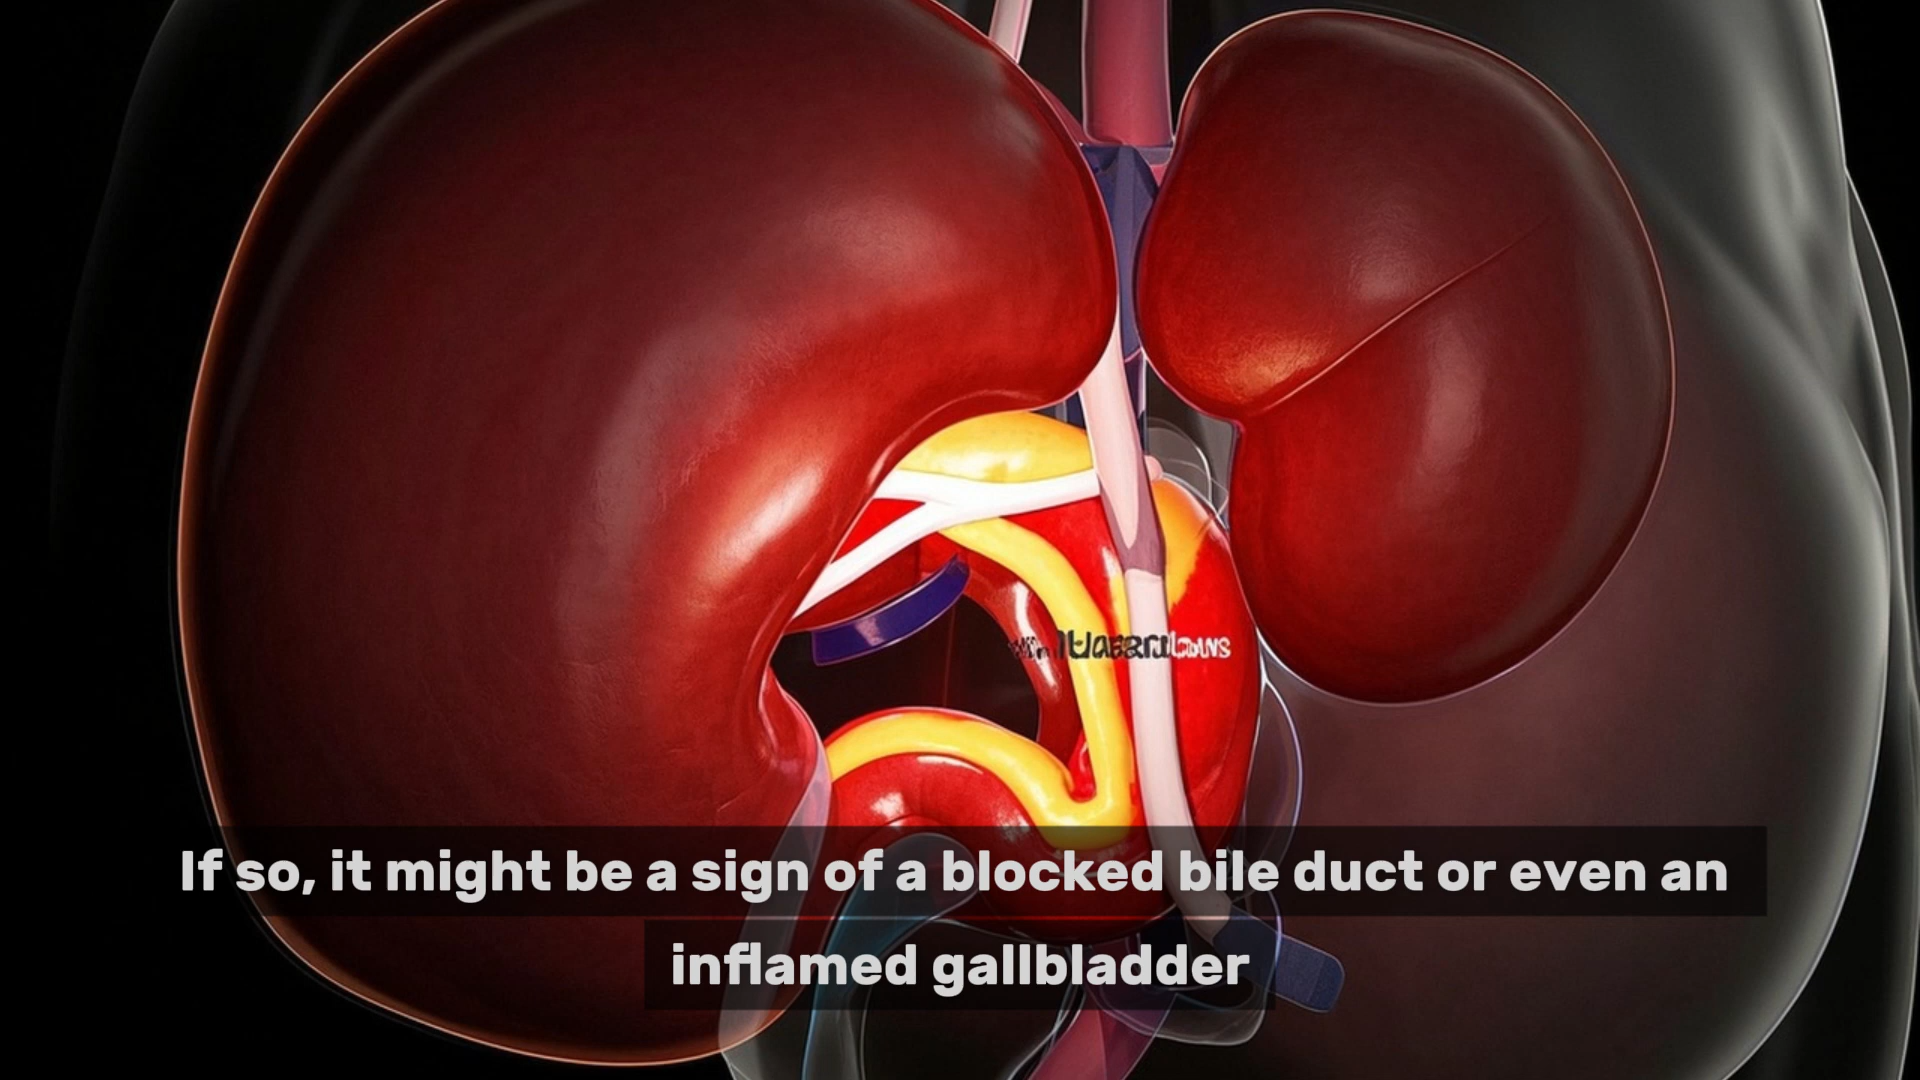 If so, it might be a sign of a blocked bile duct or even an
inflamed gallbladder